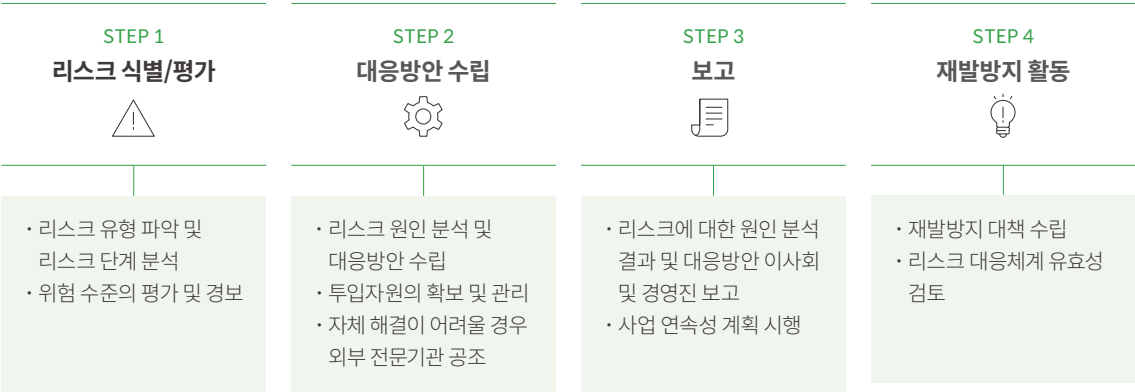 STEP 1
리스크 식별/평가
・리스크 유형 파악 및
리스크 단계 분석
・위험 수준의 평가 및 경보
STEP 2
대응방안 수립
・리스크 원인 분석 및
대응방안 수립
・투입자원의 확보 및 관리
・자체 해결이 어려울 경우
외부 전문기관 공조
STEP 3
보고
・리스크에 대한 원인 분석
결과 및 대응방안 이사회
및 경영진 보고
・사업 연속성 계획 시행
STEP 4
재발방지 활동
・재발방지 대책 수립
・리스크 대응체계 유효성
검토